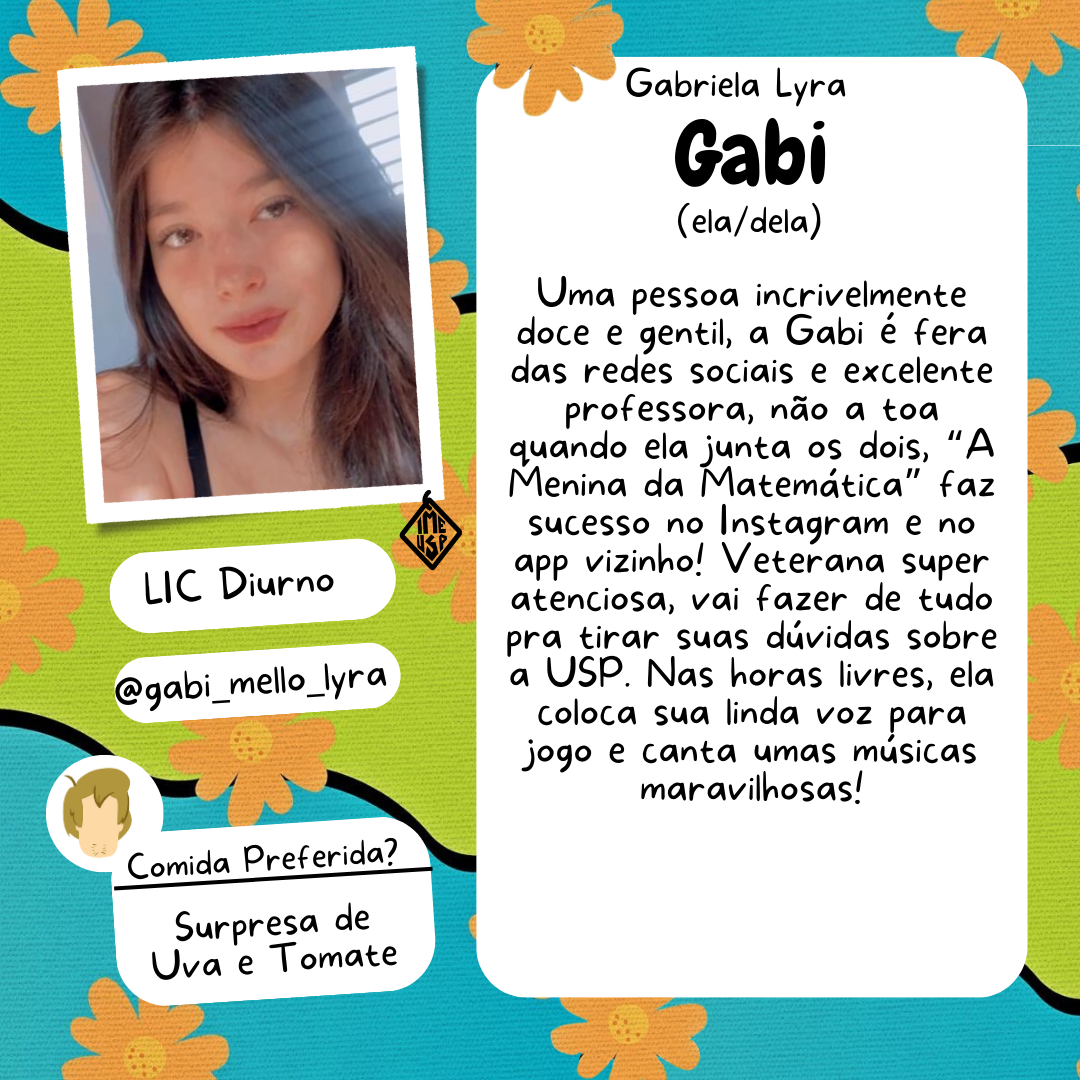 Gabriela Lyra
Gabi
(ela/dela)
Uma pessoa incrivelmente
doce e gentil, a Gabi é fera
das redes sociais e excelente
professora, não a toa
quando ela junta os dois, “A
Menina da Matemática” faz
sucesso no Instagram e no
app vizinho! Veterana super
atenciosa, vai fazer de tudo
pra tirar suas dúvidas sobre
a USP. Nas horas livres, ela
coloca sua linda voz para
jogo e canta umas músicas
maravilhosas!
IME
USP
LIC Diurno
@gabi_mello_lyra
Comida Preferida?
Surpresa de
Uva e Tomate